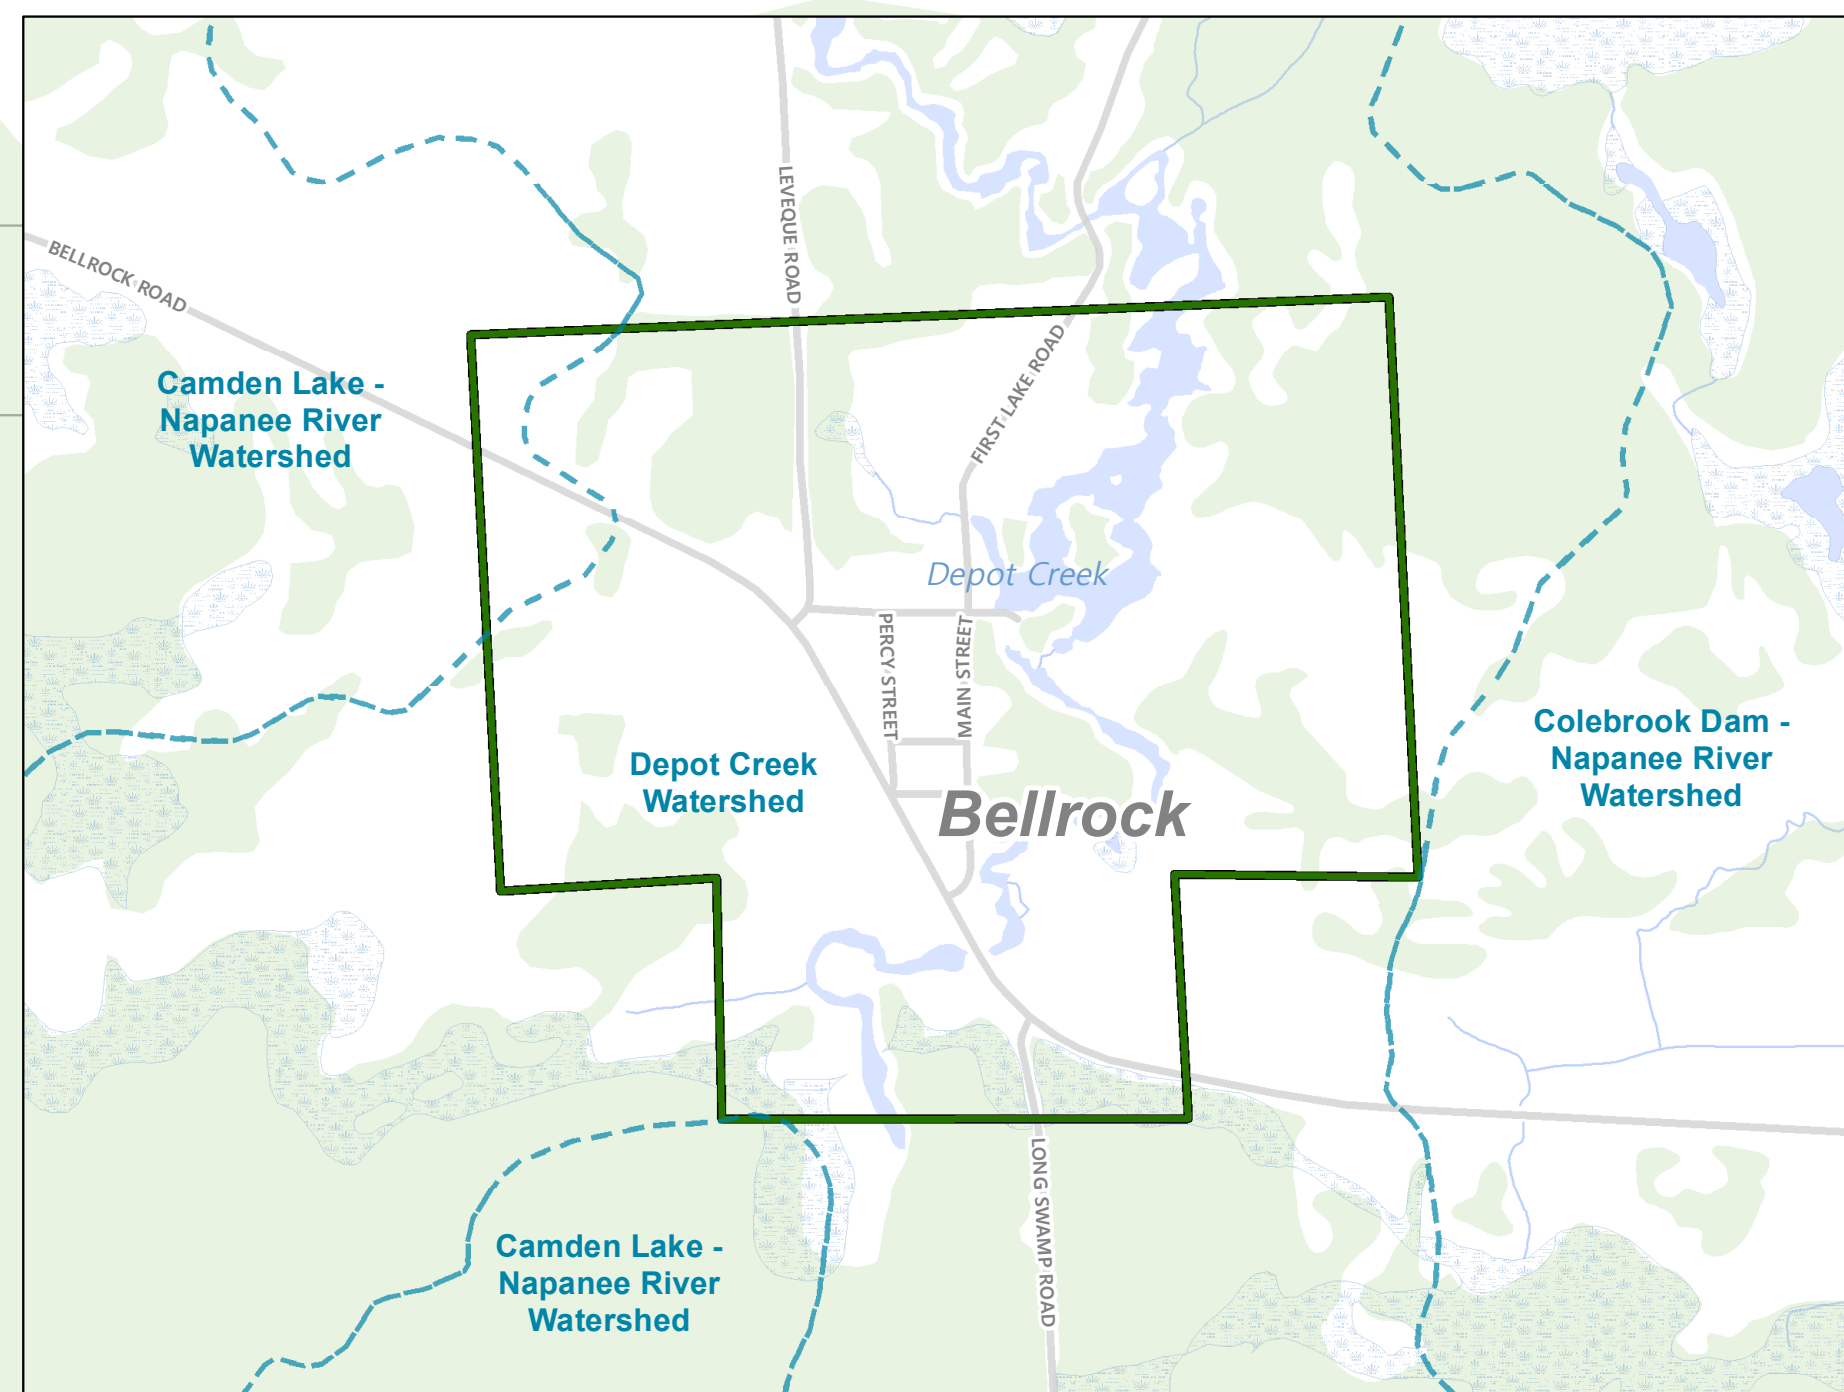 LEVEQUE ROAD
BELLROCK ROAD
FIRST LAKE ROAD
Camden Lake -
Napanee River
Watershed
Depot Creek
PERCY STREET
MAIN STREET
Colebrook Dam -
Napanee River
Watershed
Depot Creek
Watershed
Bellrock
LONG SWAMP ROAD
Camden Lake -
Napanee River
Watershed